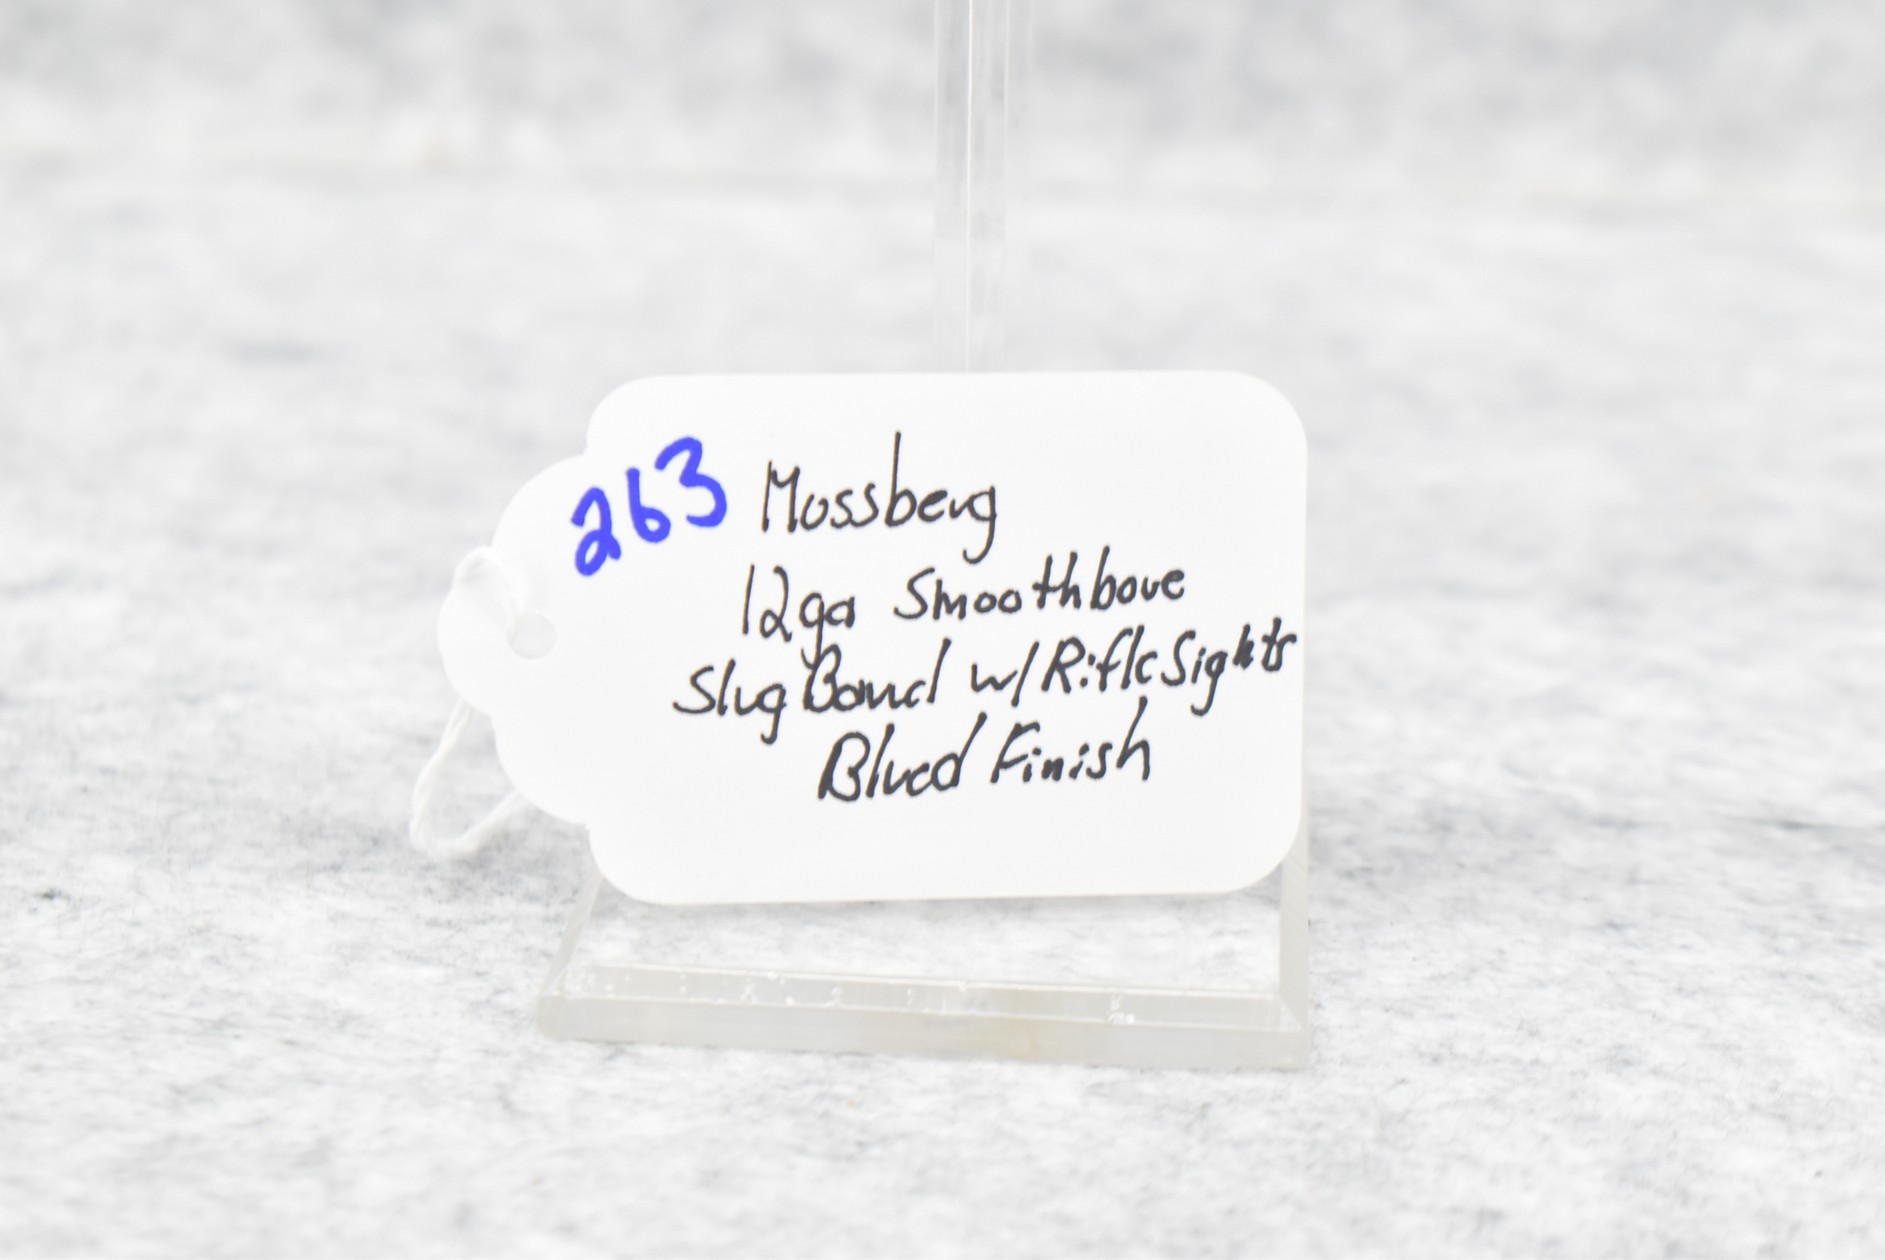 263 Mossberg
12ga Smoothbore
Slug Barrel w/ Rifle Sights
Blued Finish